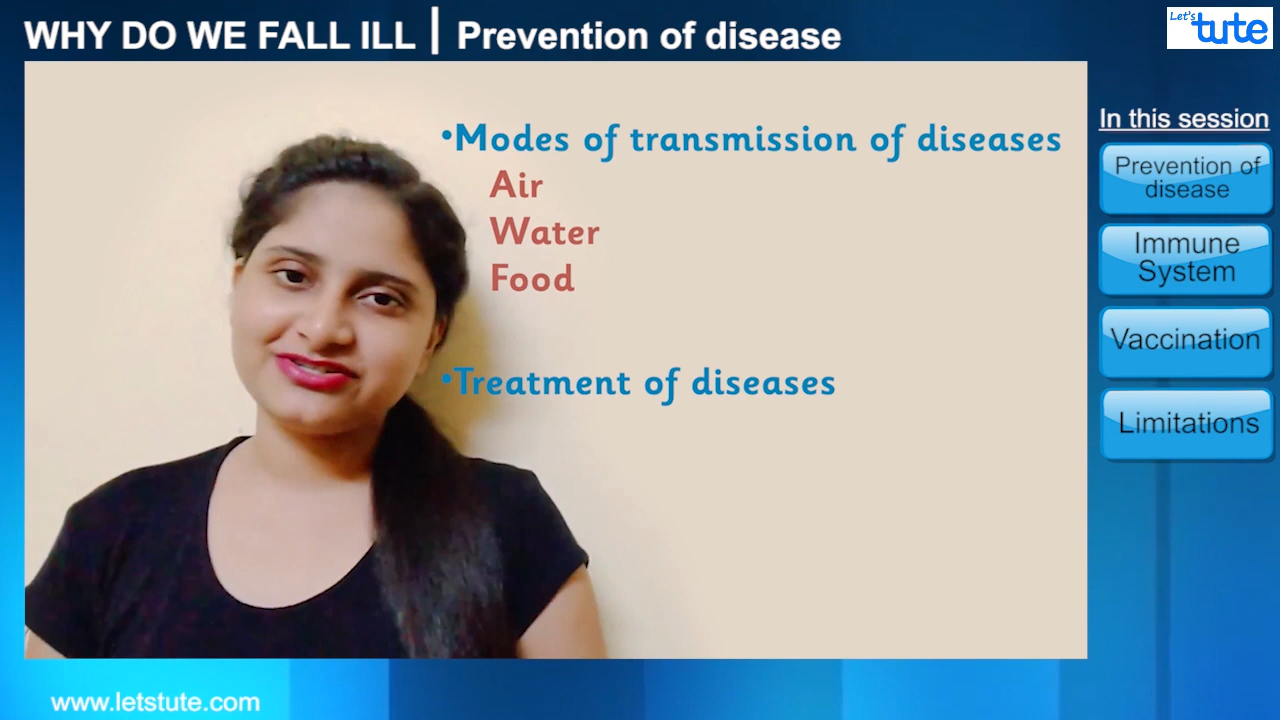 WHY DO WE FALL ILL | Prevention of disease
Let's
tute
•Modes of transmission of diseases
Air
Water
Food
•Treatment of diseases
In this session
Prevention of
disease
Immune
System
Vaccination
Limitations
www.letstute.com